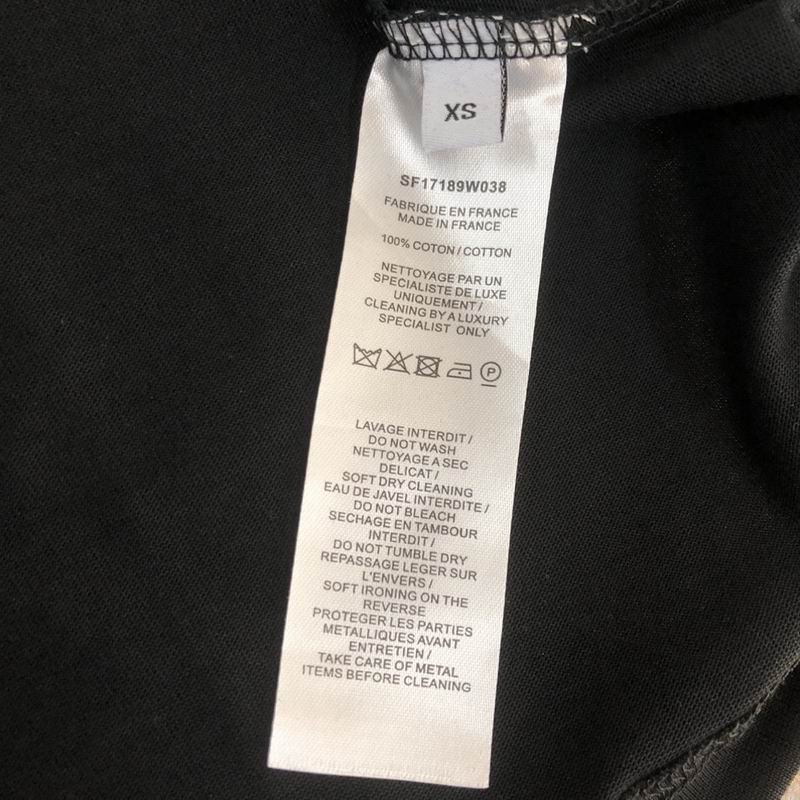 XS
SF17189W038
FABRIQUE EN FRANCE
MADE IN FRANCE
100% COTON / COTTON
NETTOYAGE PAR UN
SPECIALISTE DE LUXE
UNIQUEMENT /
CLEANING BY A LUXURY
SPECIALIST ONLY
P
LAVAGE INTERDIT /
DO NOT WASH
NETTOYAGE A SEC
DELICAT /
SOFT DRY CLEANING
EAU DE JAVEL INTERDITE /
DO NOT BLEACH
SECHAGE EN TAMBOUR
INTERDIT /
DO NOT TUMBLE DRY
REPASSAGE LEGER SUR
L'ENVERS /
SOFT IRONING ON THE
REVERSE
PROTEGER LES PARTIES
METALLIQUES AVANT
ENTRETIEN /
TAKE CARE OF METAL
ITEMS BEFORE CLEANING